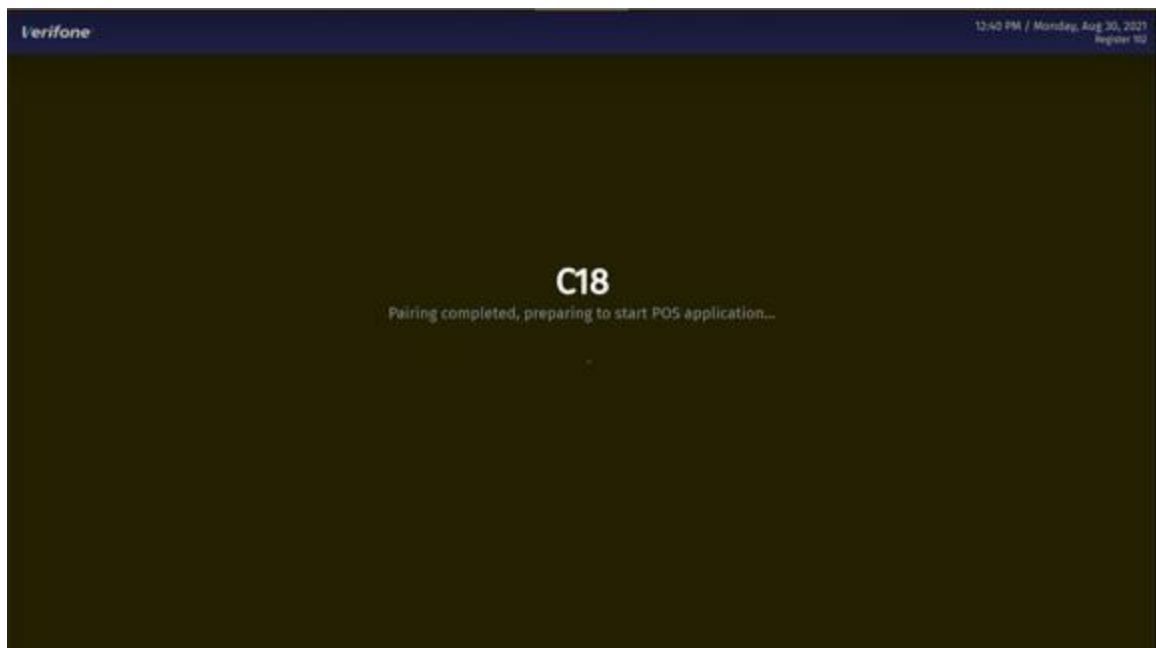 Verifone
12:40 PM / Monday, Aug 30, 2021
Register 102
C18
Pairing completed, preparing to start POS application...